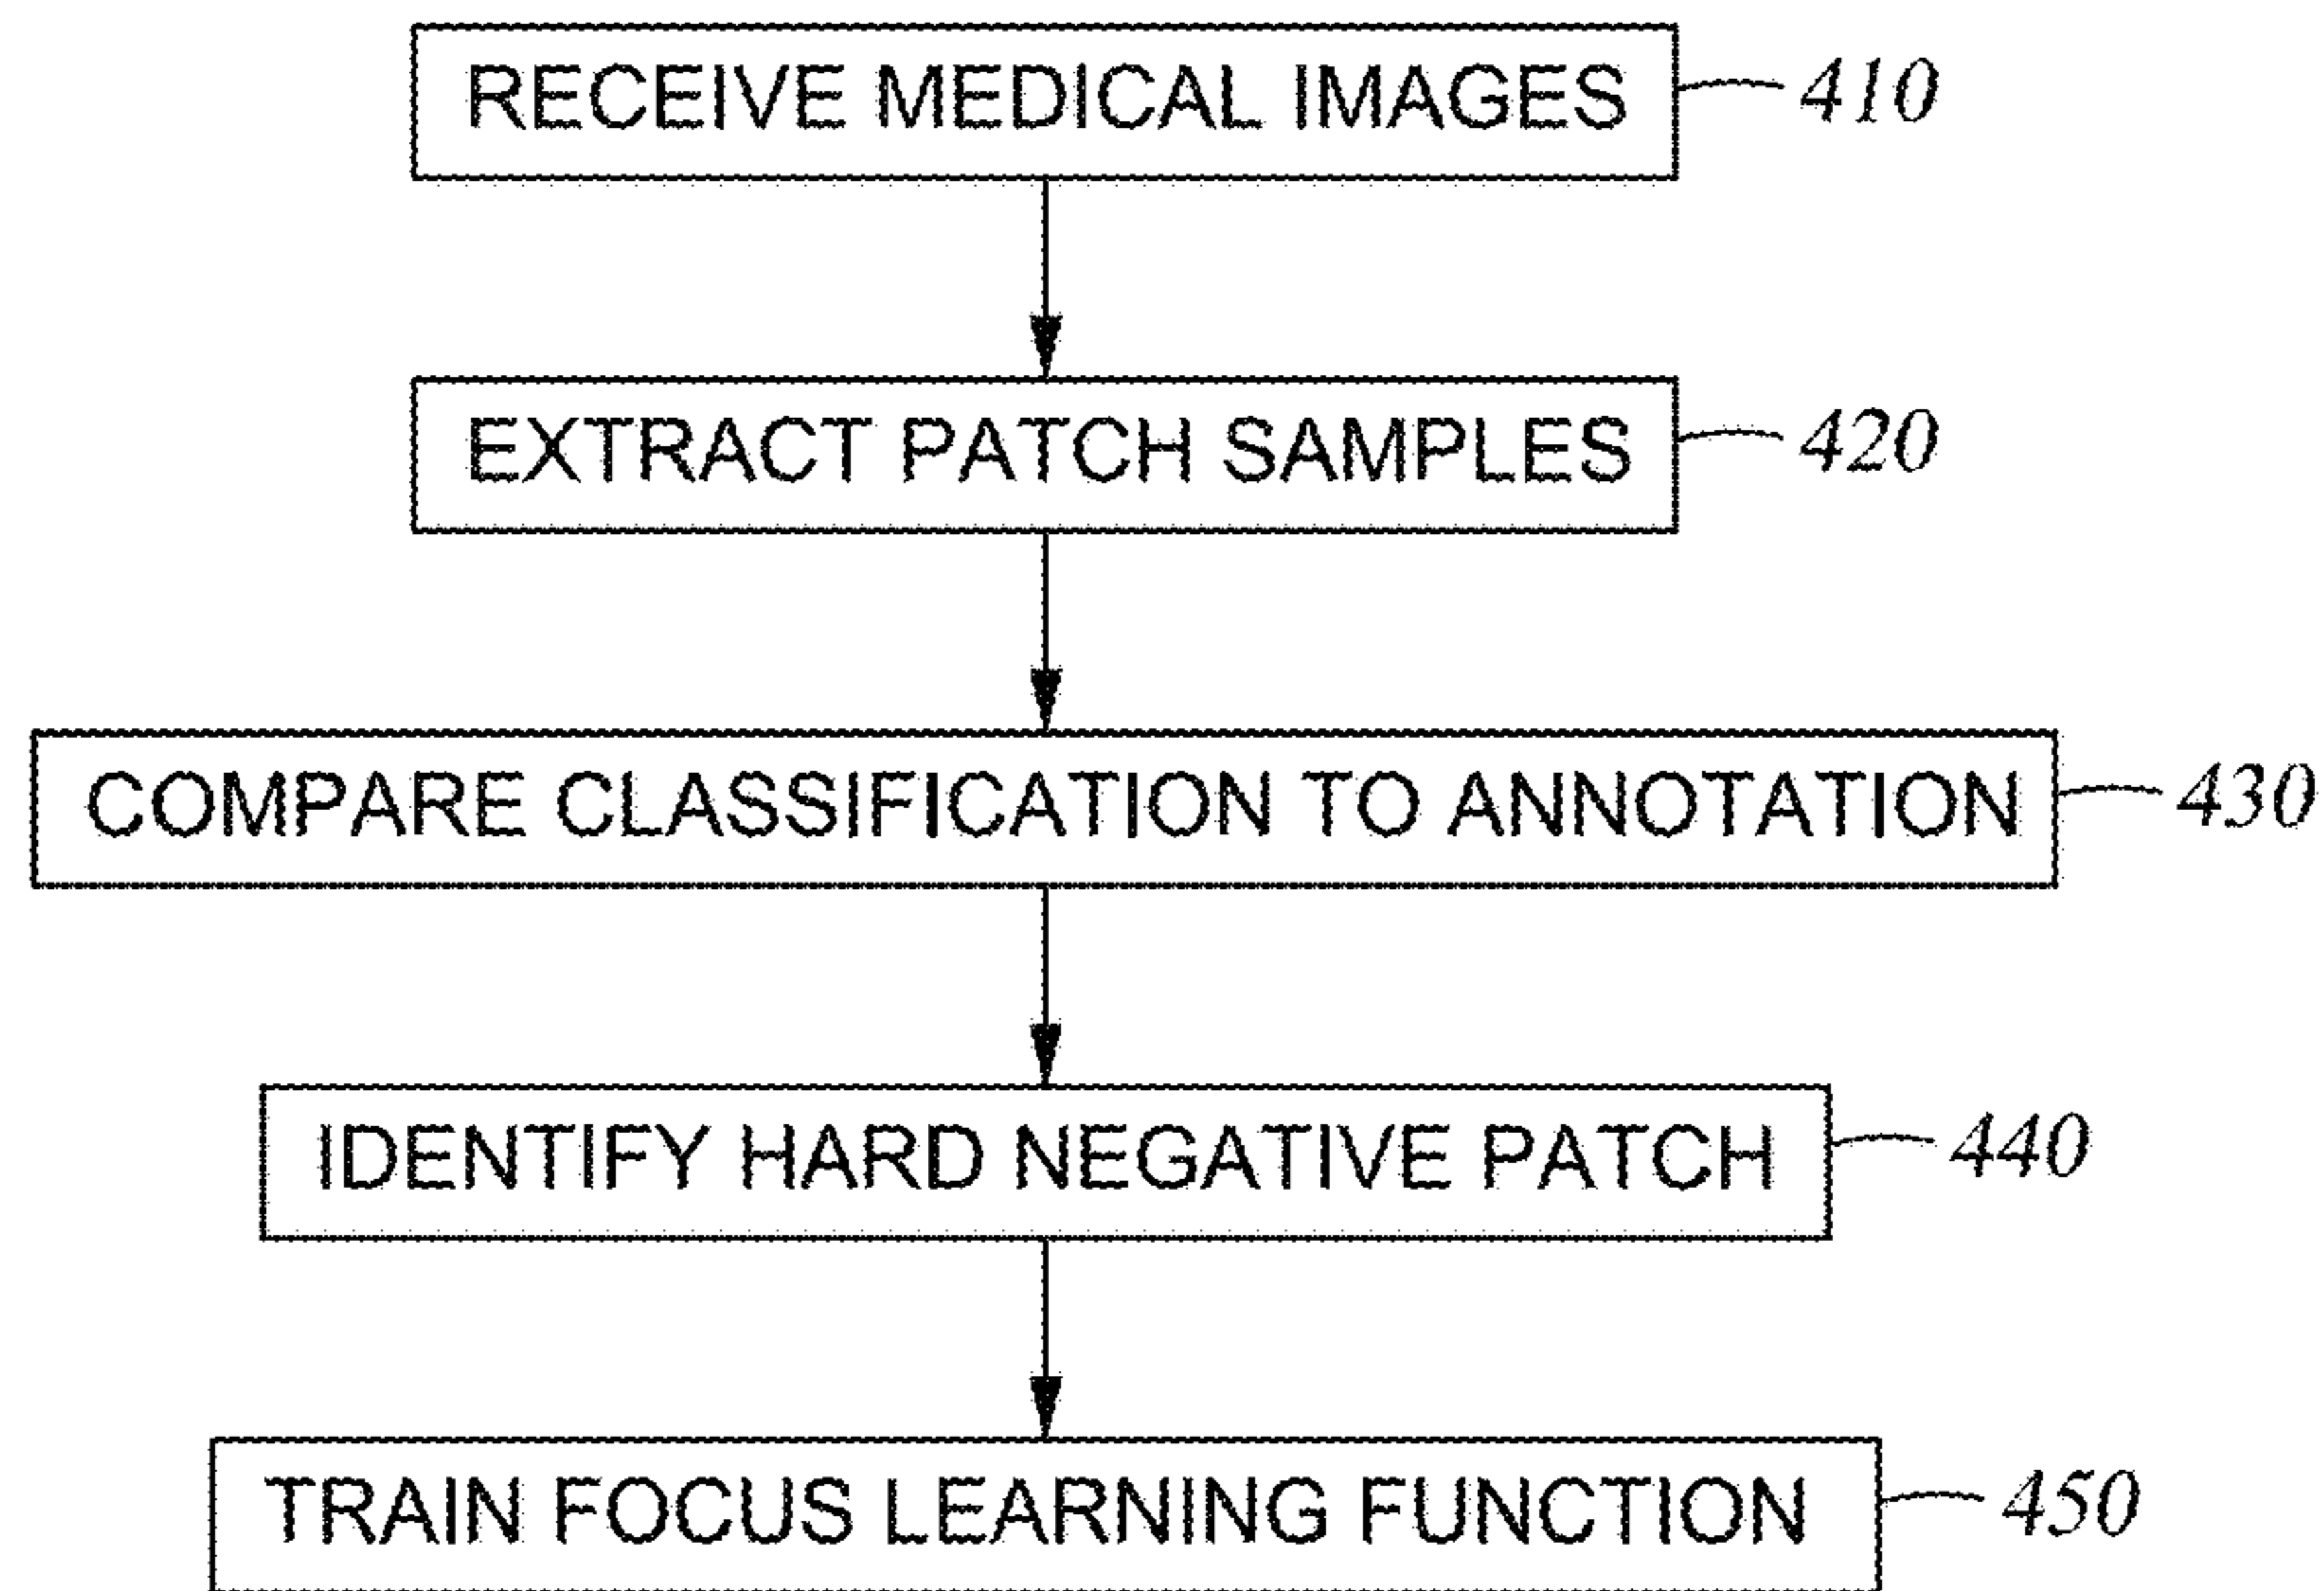 RECEIVE MEDICAL IMAGES 410
EXTRACT PATCH SAMPLES 420
COMPARE CLASSIFICATION TO ANNOTATION 430
IDENTIFY HARD NEGATIVE PATCH 440
TRAIN FOCUS LEARNING FUNCTION 450